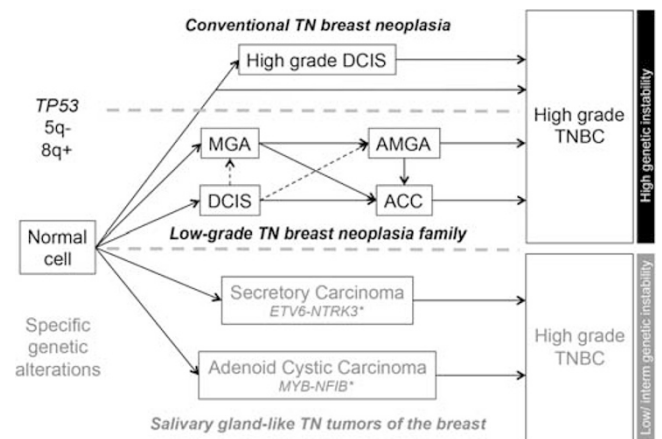 Conventional TN breast neoplasia
High grade DCIS
TP53
5q-
8q+
MGA
AMGA
DCIS
ACC
High grade
TNBC
High genetic instability
Normal
cell
Low-grade TN breast neoplasia family
Specific
genetic
alterations
Secretory Carcinoma
ETV6-NTRK3*
Adenoid Cystic Carcinoma
MYB-NFIB*
Salivary gland-like TN tumors of the breast
High grade
TNBC
Low/ interm genetic instability